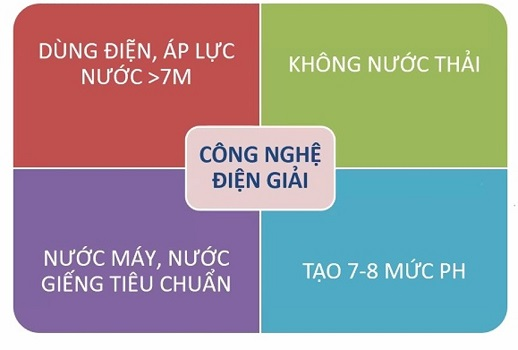 DÙNG ĐIỆN, ÁP LỰC
NƯỚC >7M
KHÔNG NƯỚC THẢI
CÔNG NGHỆ
ĐIỆN GIẢI
NƯỚC MÁY, NƯỚC
GIẾNG TIÊU CHUẨN
TẠO 7-8 MỨC PH